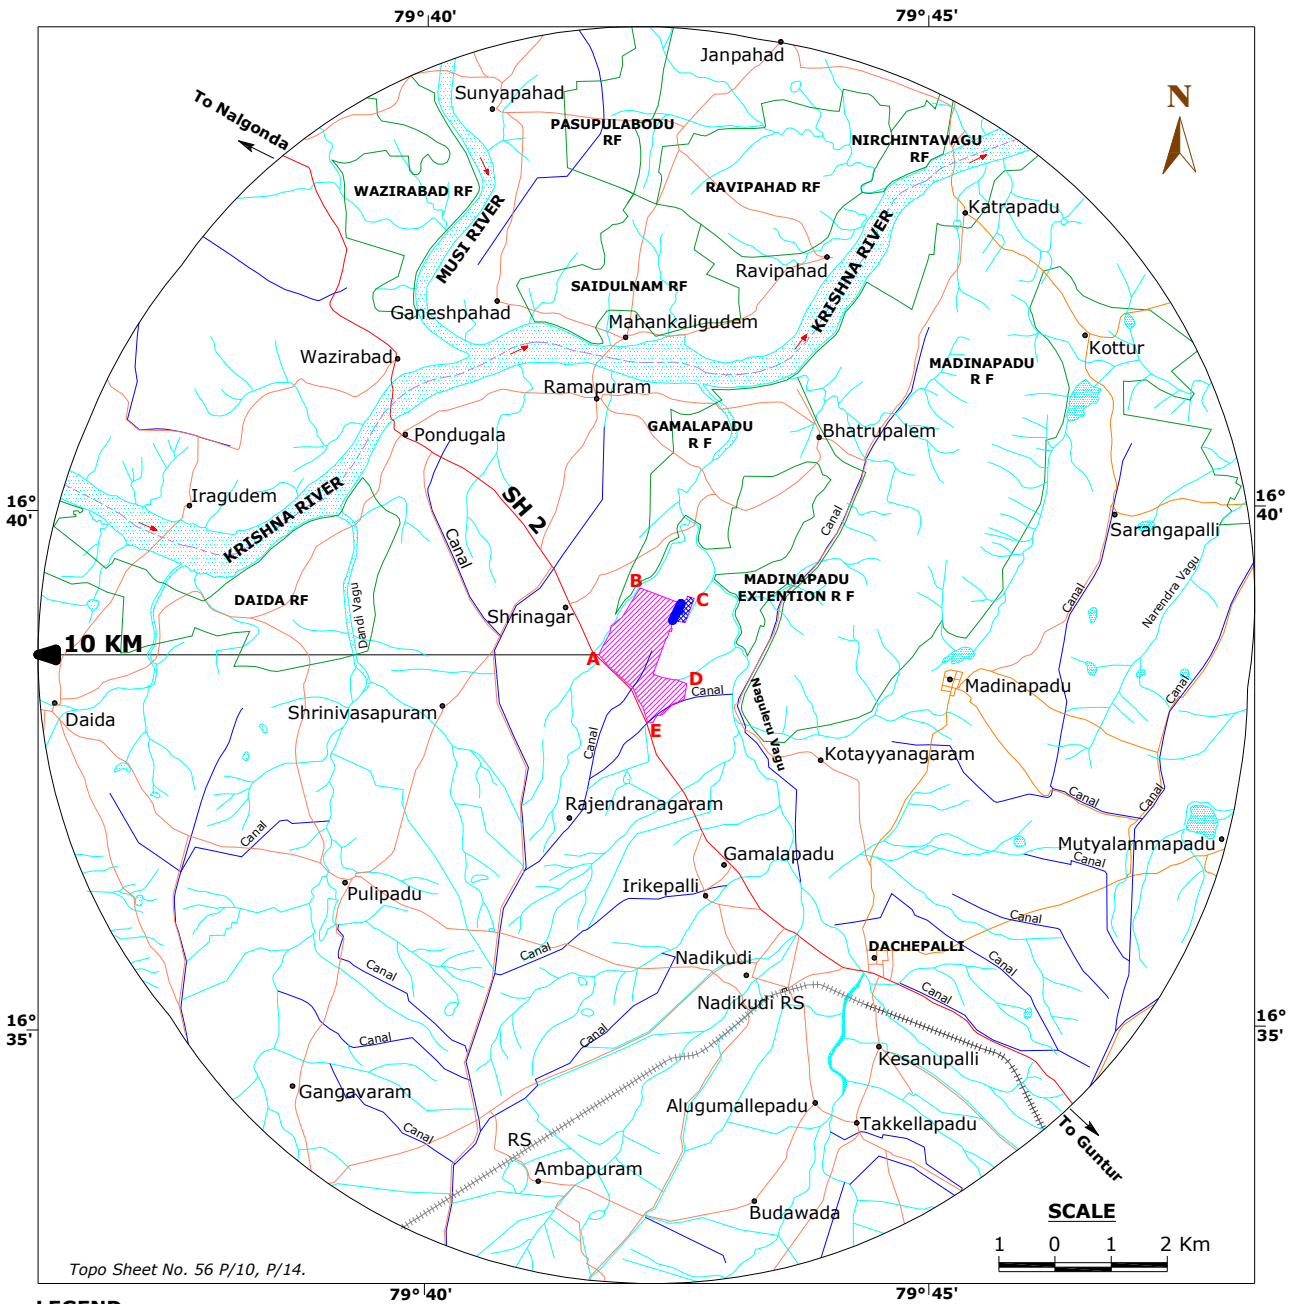 79° 40'
79° 45'
Janpahad
To Nalgonda
Sunyapahad
N
PASUPULABODU
RF
NIRCHINTAVAGU
RF
WAZIRABAD RF
RAVIPAHAD RF
Katrapadu
MUSI RIVER
KRISHNA RIVER
Ravipahad
SAIDULNAM RF
Ganeshpahad
Mahankaligudem
Kottur
Wazirabad
MADINAPADU
R F
Ramapuram
GAMALAPADU
R F
Pondugala
Bhatrupalem
SH 2
16°
40'
Iragudem
KRISHNA RIVER
Canal
Canal
16°
40'
Sarangapalli
Narendra Vagu
B
MADINAPADU
EXTENTION R F
C
DAIDA RF
Dandi Vagu
Shrinagar
Canal
10 KM
A
D
Canal
Naguleru Vagu
Madinapadu
Canal
Daida
Shrinivasapuram
E
Canal
Kotayyanagaram
Rajendranagaram
Canal
Canal
Canal
Mutyalammapadu
Canal
Gamalapadu
Irikepalli
Pulipadu
Canal
DACHEPALLI
Canal
Nadikudi
Canal
Canal
Canal
Nadikudi RS
16°
35'
Canal
Canal
16°
35'
Kesanupalli
Gangavaram
Alugumallepadu
Takkellapadu
Canal
RS
To Guntur
Ambapuram
Budawada
SCALE
1 0 1 2 Km
Topo Sheet No. 56 P/10, P/14.
79° 40'
79° 45'
LEGEND